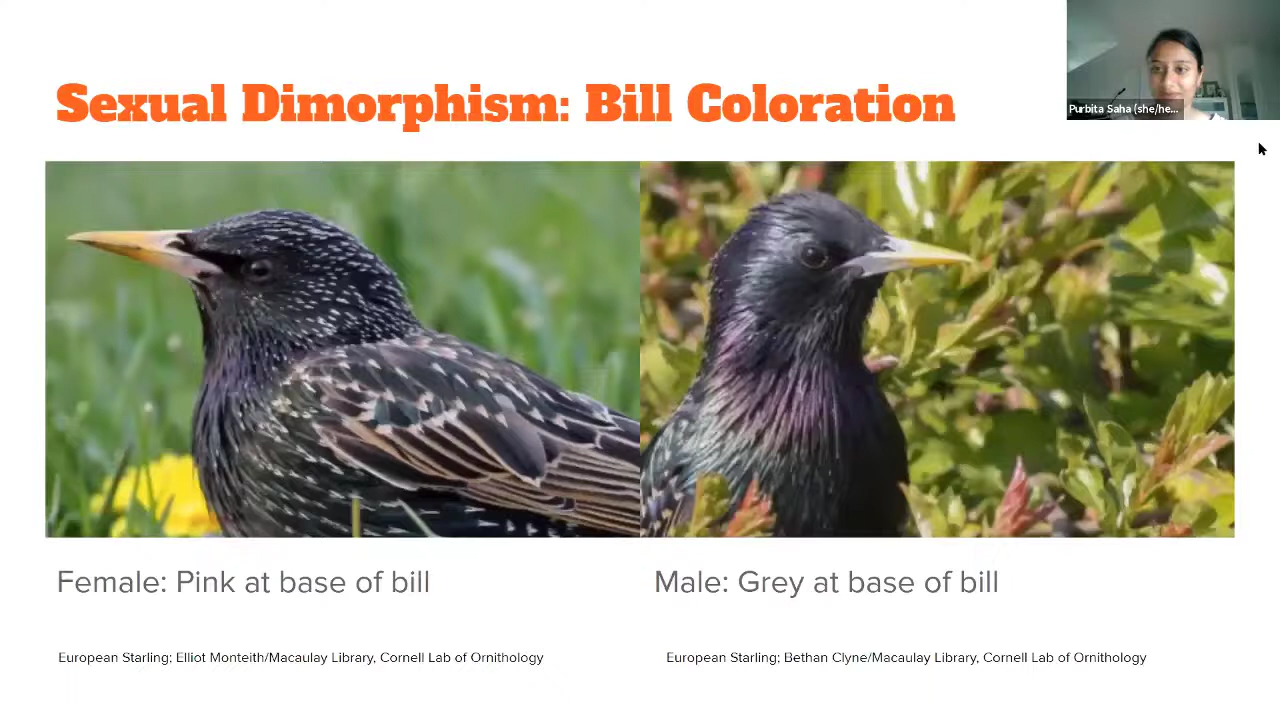 Sexual Dimorphism: Bill Coloration
Purbita Saha (she/he...
Female: Pink at base of bill
Male: Grey at base of bill
European Starling; Elliot Monteith/Macaulay Library, Cornell Lab of Ornithology
European Starling; Bethan Clyne/Macaulay Library, Cornell Lab of Ornithology